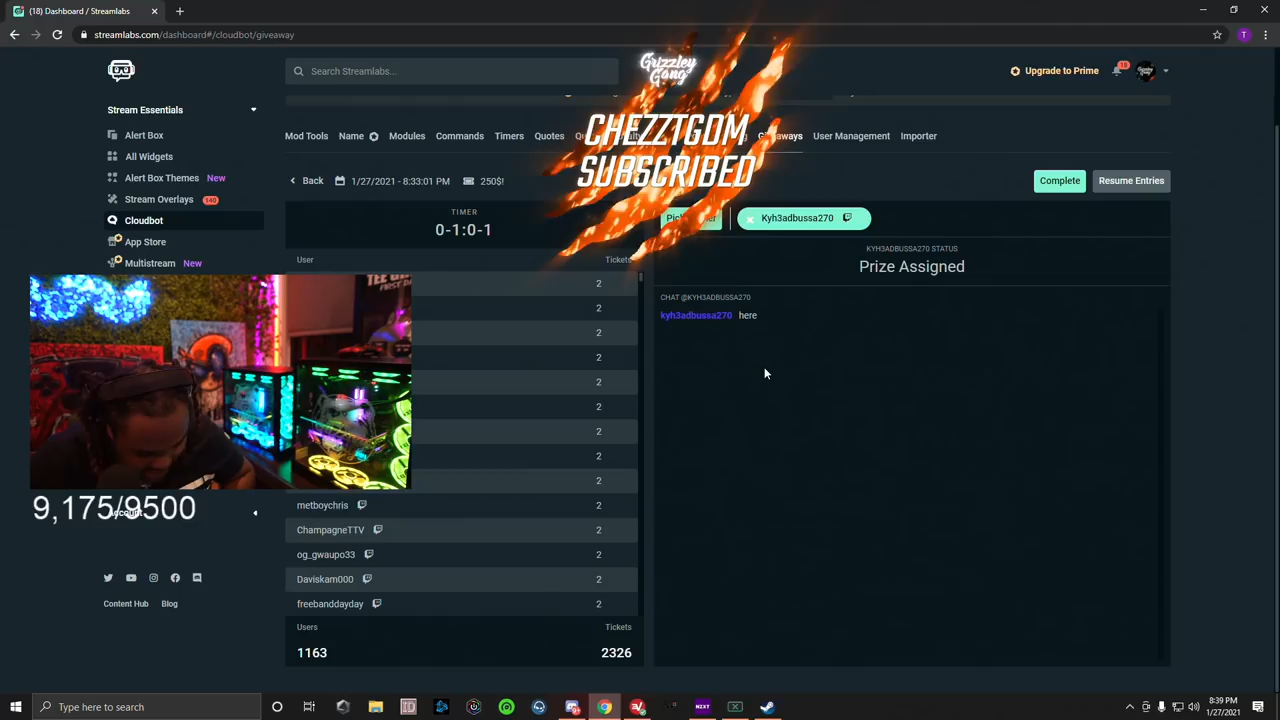 (18) Dashboard / Streamlabs
streamlabs.com/dashboard#/cloudbot/giveaway
T
Grizzley
Gang
Search Streamlabs...
Upgrade to Prime
18
CHEZZTGDM
SUBSCRIBED
Stream Essentials
Alert Box
All Widgets
Alert Box Themes New
Stream Overlays 140
Cloudbot
App Store
Multistream New
Mod Tools Name Modules Commands Timers Quotes Giveaways User Management Importer
Back 1/27/2021 - 8:33:01 PM 250$!
Complete Resume Entries
TIMER
0-1:0-1
Kyh3adbussa270
User Tickets
KYH3ADBUSSA270 STATUS
Prize Assigned
CHAT @KYH3ADBUSSA270
kyh3adbussa270 here
2
2
2
2
2
2
2
2
2
metboychris 2
ChampagneTTV 2
og_gwaupo33 2
Daviskam000 2
freebanddayday 2
9,175/9500
Account
Content Hub Blog
Users Tickets
1163 2326
Type here to search
NZXT
8:39 PM
1/27/2021